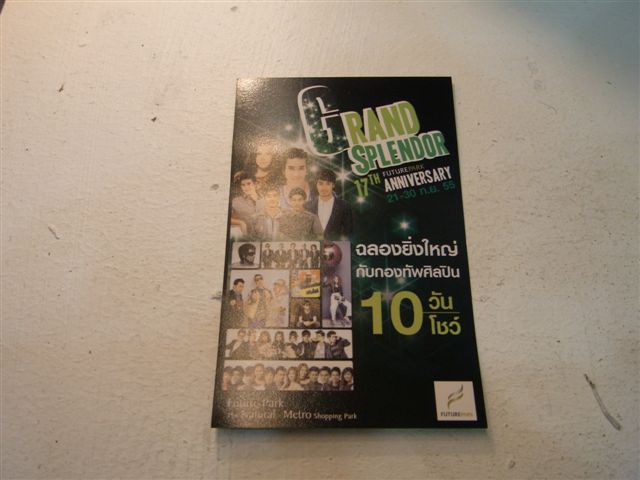 GRAND
SPLENDOR
17TH FUTUREPARK
ANNIVERSARY
21-30 ก.ย. 55
ฉลองยิ่งใหญ่
กับกองทัพศิลปิน
10 วัน
โชว์
Future Park
The Natural - Metro Shopping Park
FUTUREPARK